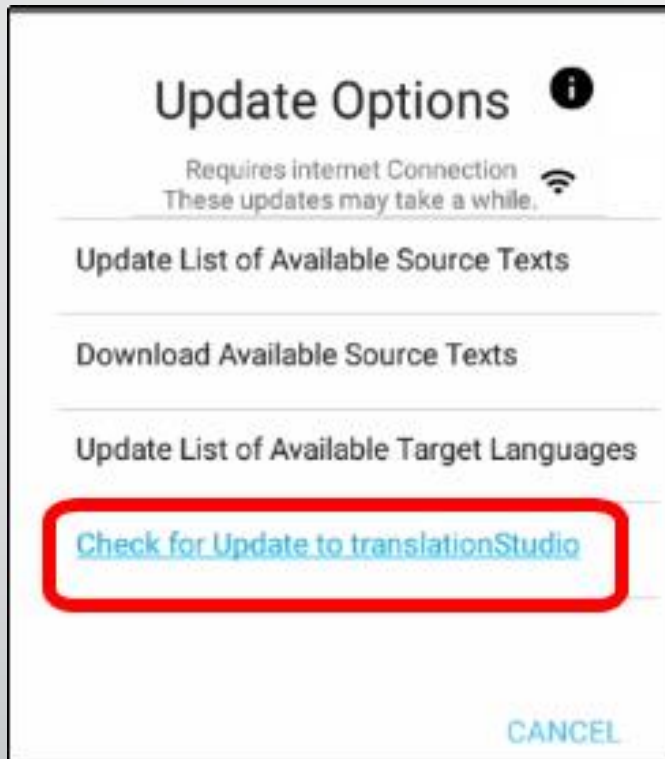 Update Options
Requires internet Connection
These updates may take a while.
Update List of Available Source Texts
Download Available Source Texts
Update List of Available Target Languages
Check for Update to translationStudio
CANCEL